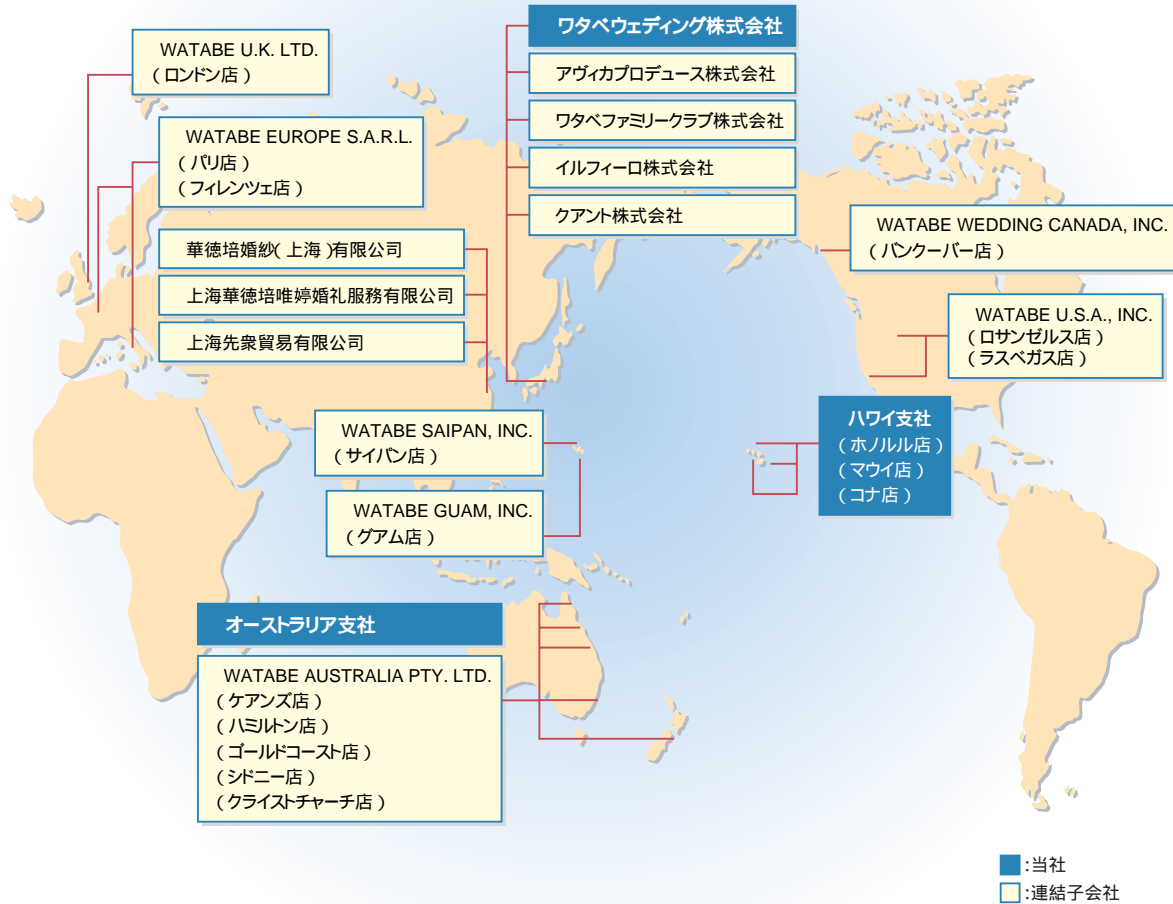 ワタベウェディング株式会社
アヴィカプロデュース株式会社
ワタベファミリークラブ株式会社
イルフィーロ株式会社
クアント株式会社
WATABE U.K. LTD.
(ロンドン店)
WATABE EUROPE S.A.R.L.
(パリ店)
(フィレンツェ店)
華徳培婚紗(上海)有限公司
上海華徳培唯婷婚礼服務有限公司
上海先衆貿易有限公司
WATABE WEDDING CANADA, INC.
(バンクーバー店)
WATABE U.S.A., INC.
(ロサンゼルス店)
(ラスベガス店)
ハワイ支社
(ホノルル店)
(マウイ店)
(コナ店)
WATABE SAIPAN, INC.
(サイパン店)
WATABE GUAM, INC.
(グアム店)
オーストラリア支社
WATABE AUSTRALIA PTY. LTD.
(ケアンズ店)
(ハミルトン店)
(ゴールドコースト店)
(シドニー店)
(クライストチャーチ店)
:当社
:連結子会社